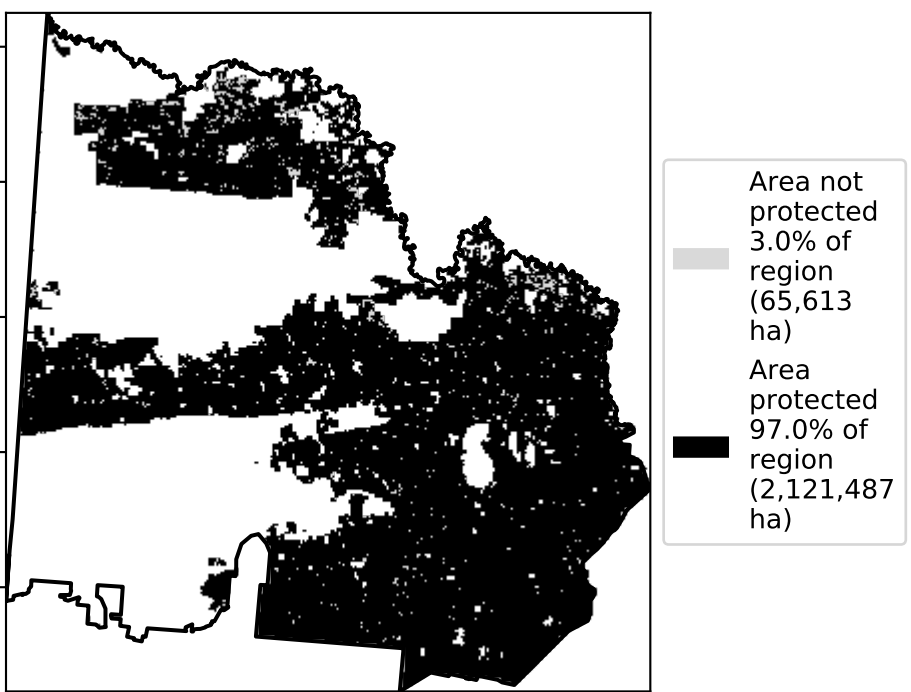 Area not
protected
3.0% of
region
(65,613
ha)
Area
protected
97.0% of
region
(2,121,487
ha)